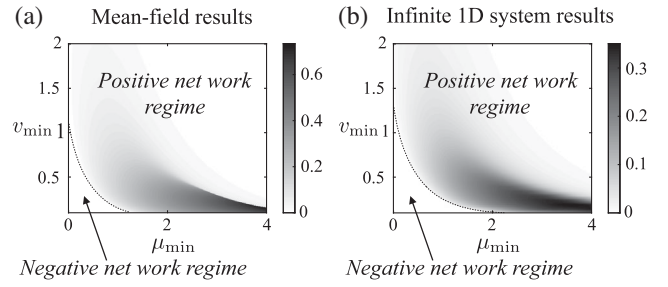 (a) Mean-field results
(b) Infinite 1D system results
2
Positive net work
regime
1.5
v_min 1
0.5
0 2 4
μ_min
0.6
0.4
0.2
0
Negative net work regime
2
Positive net work
regime
1.5
v_min 1
0.5
0 2 4
μ_min
0.3
0.2
0.1
0
Negative net work regime